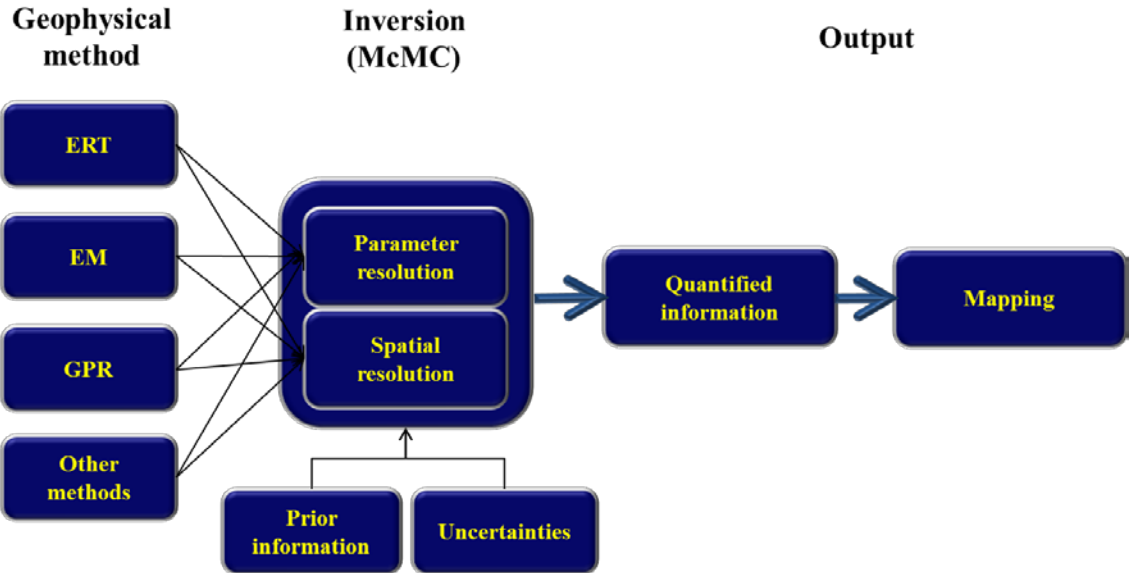 Geophysical
method
Inversion
(McMC)
Output
ERT
EM
GPR
Other
methods
Parameter
resolution
Spatial
resolution
Prior
information
Uncertainties
Quantified
information
Mapping